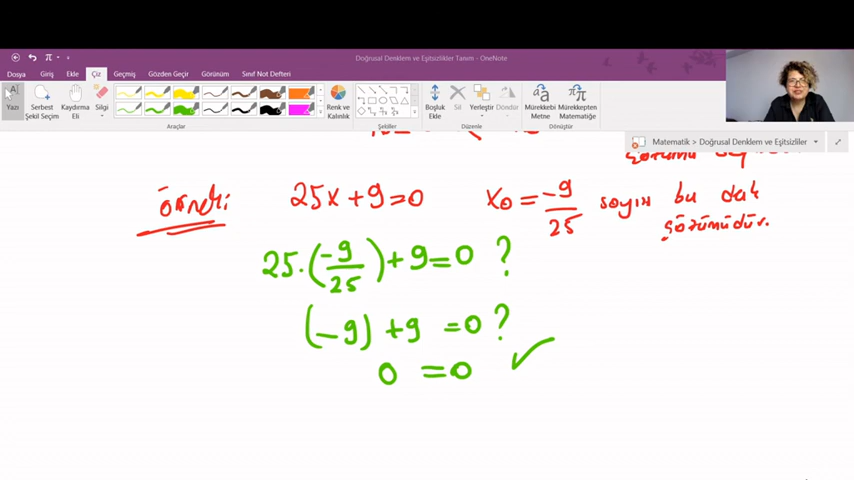 Doğrusal Denklem ve Eşitsizlikler Tanım - OneNote
Dosya Giriş Ekle Çiz Geçmiş Gözden Geçir Görünüm Sınıf Not Defteri
Yazı
Serbest Şekil Seçim
Kaydırma Eli
Silgi
Renk ve Kalınlık
Boşluk Ekle
Sil
Yerleştir
Döndür
Mürekkebi Metne
Mürekkepten Matematiğe
Araçlar Şekiller Düzenle Dönüştür
Matematik > Doğrusal Denklem ve Eşitsizlikler
örnek: 25x + 9 = 0 x0 = -9/25 sayısı bu
çözümüdür.
25.(-9/25) + 9 = 0 ?
(-9) + 9 = 0 ?
0 = 0 ✓